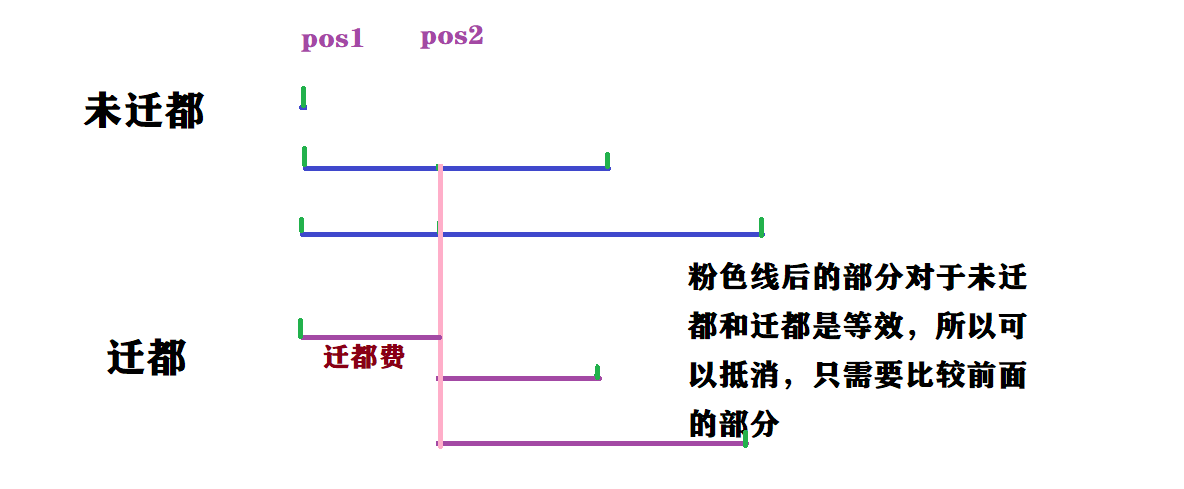 pos1
pos2
未迁都
粉色线后的部分对于未迁
都和迁都是等效，所以可
以抵消，只需要比较前面
的部分
迁都
迁都费